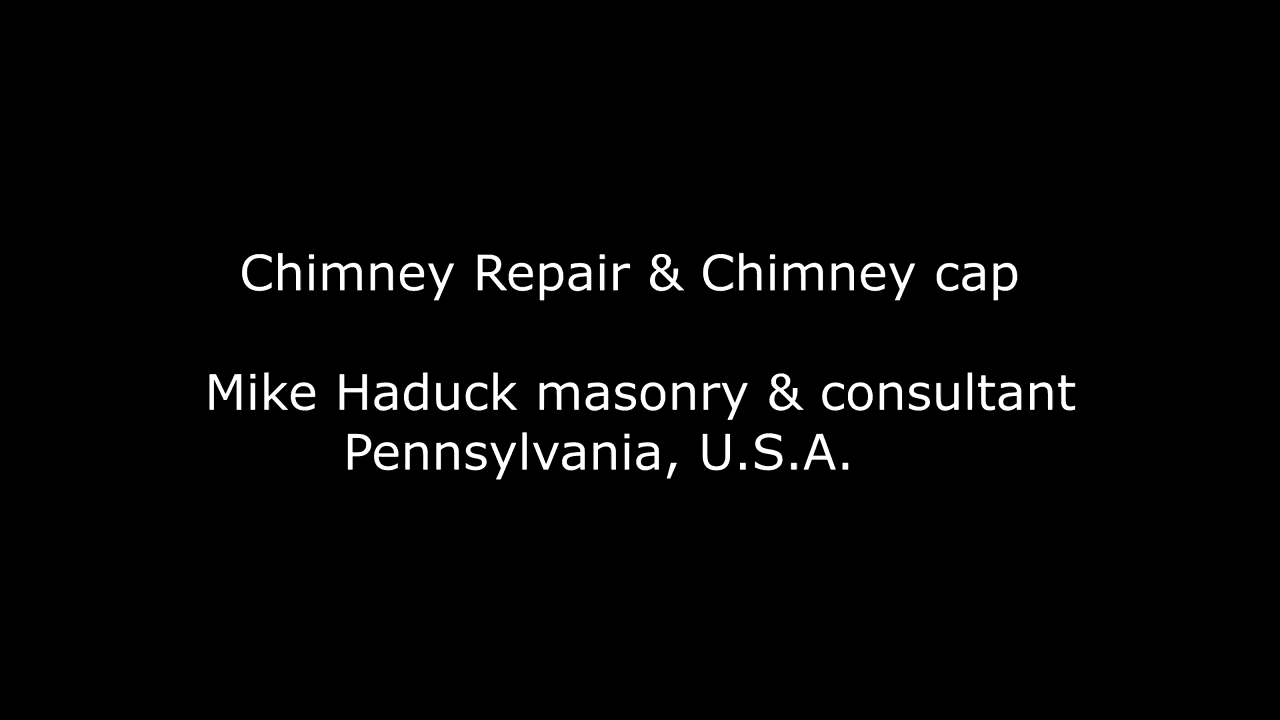 Chimney Repair & Chimney cap
Mike Haduck masonry & consultant
Pennsylvania, U.S.A.